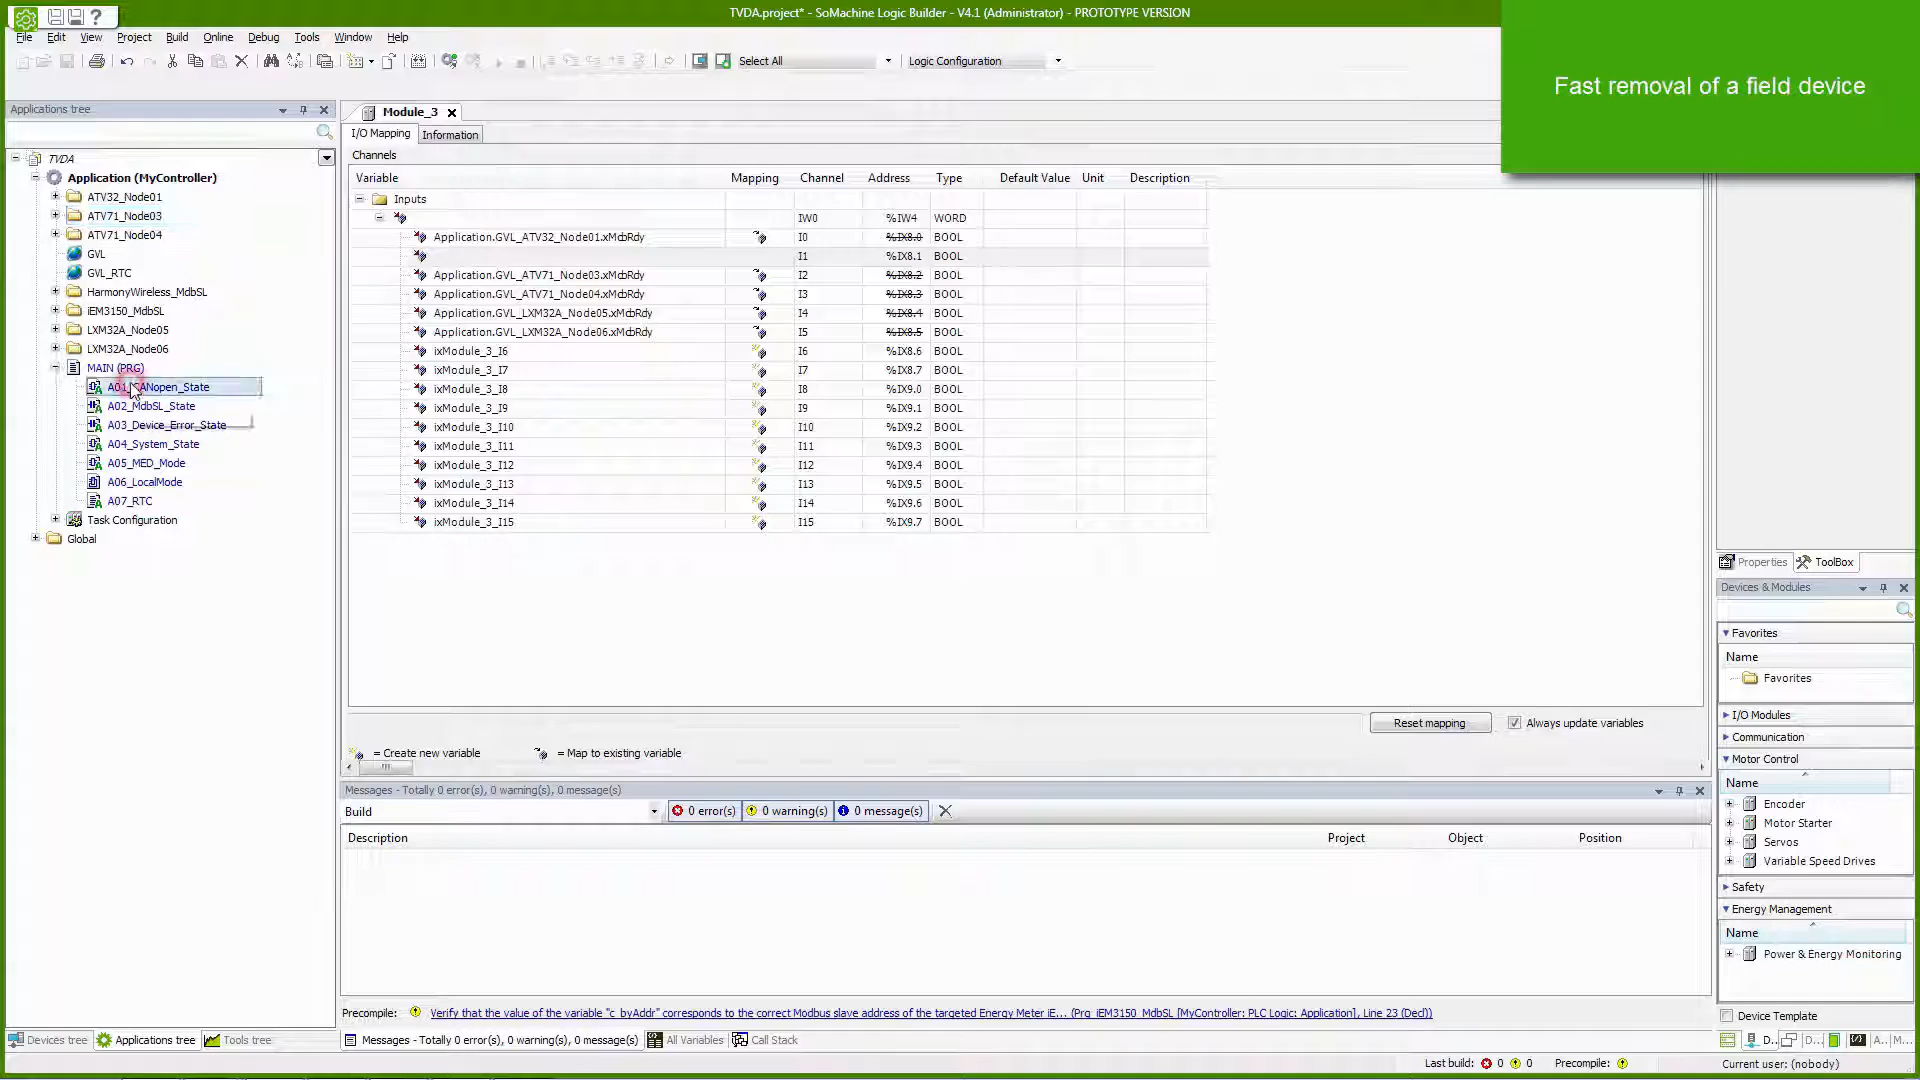 TVDA.project* - SoMachine Logic Builder - V4.1 (Administrator) - PROTOTYPE VERSION
File Edit View Project Build Online Debug Tools Window Help
Select All Logic Configuration
Fast removal of a field device
Applications tree
TVDA
Application (MyController)
ATV32_Node01
ATV71_Node03
ATV71_Node04
GVL
GVL_RTC
HarmonyWireless_MdbSL
iEM3150_MdbSL
LXM32A_Node05
LXM32A_Node06
MAIN (PRG)
A01_CANopen_State
A02_MdbSL_State
A03_Device_Error_State
A04_System_State
A05_MED_Mode
A06_LocalMode
A07_RTC
Task Configuration
Global
Module_3
I/O Mapping Information
Channels
Variable Mapping Channel Address Type Default Value Unit Description
Inputs
IW0 %IW4 WORD
Application.GVL_ATV32_Node01.xMcbRdy I0 %IX8.0 BOOL
I1 %IX8.1 BOOL
Application.GVL_ATV71_Node03.xMcbRdy I2 %IX8.2 BOOL
Application.GVL_ATV71_Node04.xMcbRdy I3 %IX8.3 BOOL
Application.GVL_LXM32A_Node05.xMcbRdy I4 %IX8.4 BOOL
Application.GVL_LXM32A_Node06.xMcbRdy I5 %IX8.5 BOOL
ixModule_3_I6 I6 %IX8.6 BOOL
ixModule_3_I7 I7 %IX8.7 BOOL
ixModule_3_I8 I8 %IX9.0 BOOL
ixModule_3_I9 I9 %IX9.1 BOOL
ixModule_3_I10 I10 %IX9.2 BOOL
ixModule_3_I11 I11 %IX9.3 BOOL
ixModule_3_I12 I12 %IX9.4 BOOL
ixModule_3_I13 I13 %IX9.5 BOOL
ixModule_3_I14 I14 %IX9.6 BOOL
ixModule_3_I15 I15 %IX9.7 BOOL
Reset mapping Always update variables
= Create new variable = Map to existing variable
Messages - Totally 0 error(s), 0 warning(s), 0 message(s)
Build 0 error(s) 0 warning(s) 0 message(s)
Description Project Object Position
Precompile: Verify that the value of the variable "c_byAddr" corresponds to the correct Modbus slave address of the targeted Energy Meter iE... (Prg_iEM3150_MdbSL [MyController: PLC Logic: Application], Line 23 (Decl))
Properties ToolBox
Devices & Modules
Favorites
Name
Favorites
I/O Modules
Communication
Motor Control
Name
Encoder
Motor Starter
Servos
Variable Speed Drives
Safety
Energy Management
Name
Power & Energy Monitoring
Device Template
D.. D... A... M...
Devices tree Applications tree Tools tree
Messages - Totally 0 error(s), 0 warning(s), 0 message(s) All Variables Call Stack
Last build: 0 0 Precompile: Current user: (nobody)